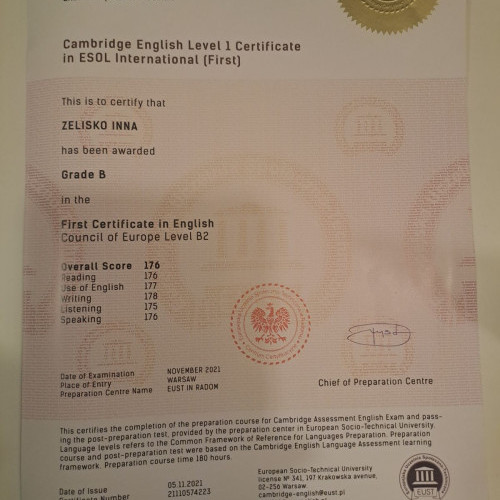 Cambridge English Level 1 Certificate
in ESOL International (First)
This is to certify that
ZELISKO INNA
has been awarded
Grade B
in the
First Certificate in English
Council of Europe Level B2
Overall Score 176
Reading 176
Use of English 177
Writing 178
Listening 175
Speaking 176
Date of Examination NOVEMBER 2021
Place of Entry WARSAW
Preparation Centre Name EUST IN RADOM
Chief of Preparation Centre
This certifies the completion of the preparation course for Cambridge Assessment English Exam and pass-
ing the post-preparation test, provided by the preparation center in European Socio-Technical University.
Language levels refer to the Common Framework of Reference for Languages Preparation. Preparation
course and post-preparation test were based on the Cambridge English Language Assessment learning
framework. Preparation course time 180 hours.
European Socio-Technical University
license № 341, 197 Krakowska avenue,
02-256 Warsaw
cambridge-english@eust.pl
Date of Issue 05.11.2021
Certificate Number 21110574223
EUST